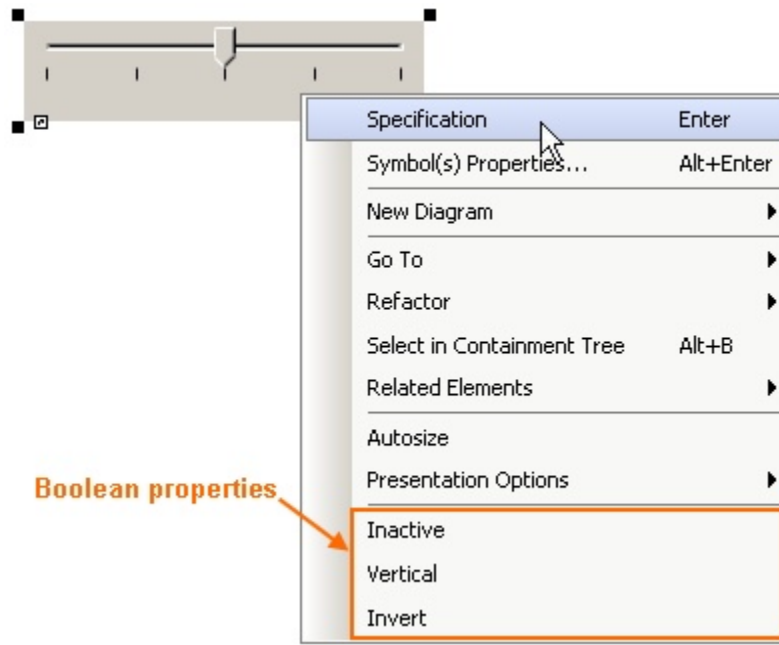 Specification Enter
Symbol(s) Properties... Alt+Enter
New Diagram
Go To
Refactor
Select in Containment Tree Alt+B
Related Elements
Autosize
Presentation Options
Boolean properties
Inactive
Vertical
Invert